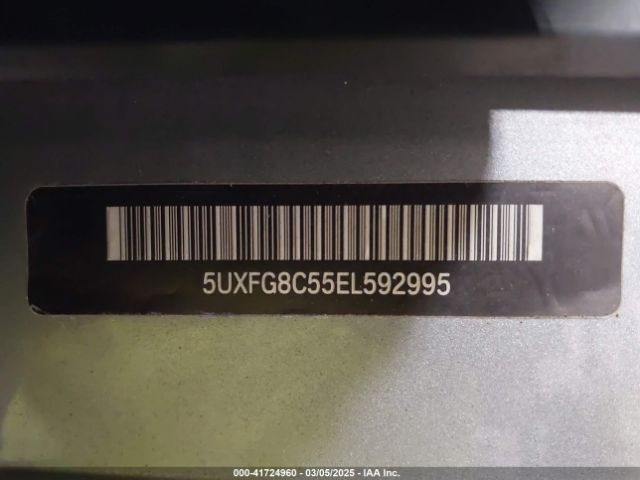 5UXFG8C55EL592995
000-41724960 — 03/05/2025 — IAA Inc.